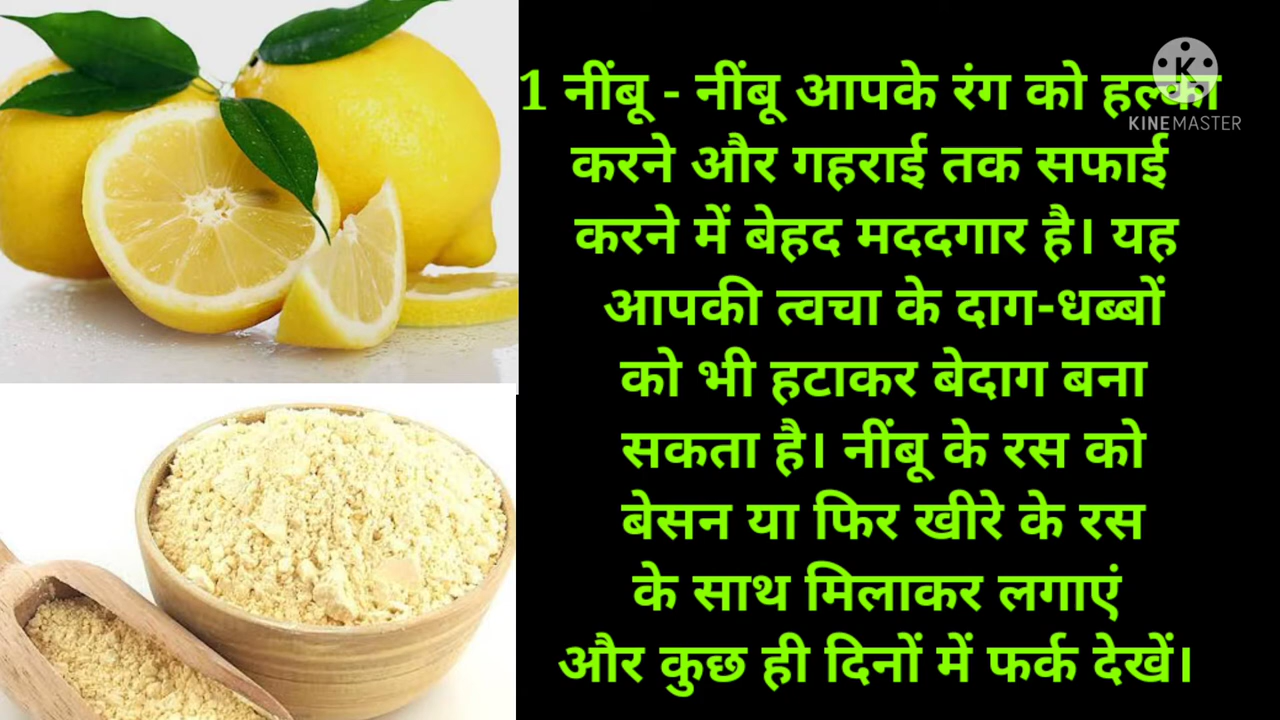 1 नींबू - नींबू आपके रंग को हल्का
करने और गहराई तक सफाई
करने में बेहद मददगार है। यह
आपकी त्वचा के दाग-धब्बों
को भी हटाकर बेदाग बना
सकता है। नींबू के रस को
बेसन या फिर खीरे के रस
के साथ मिलाकर लगाएं
और कुछ ही दिनों में फर्क देखें।
K
KINEMASTER